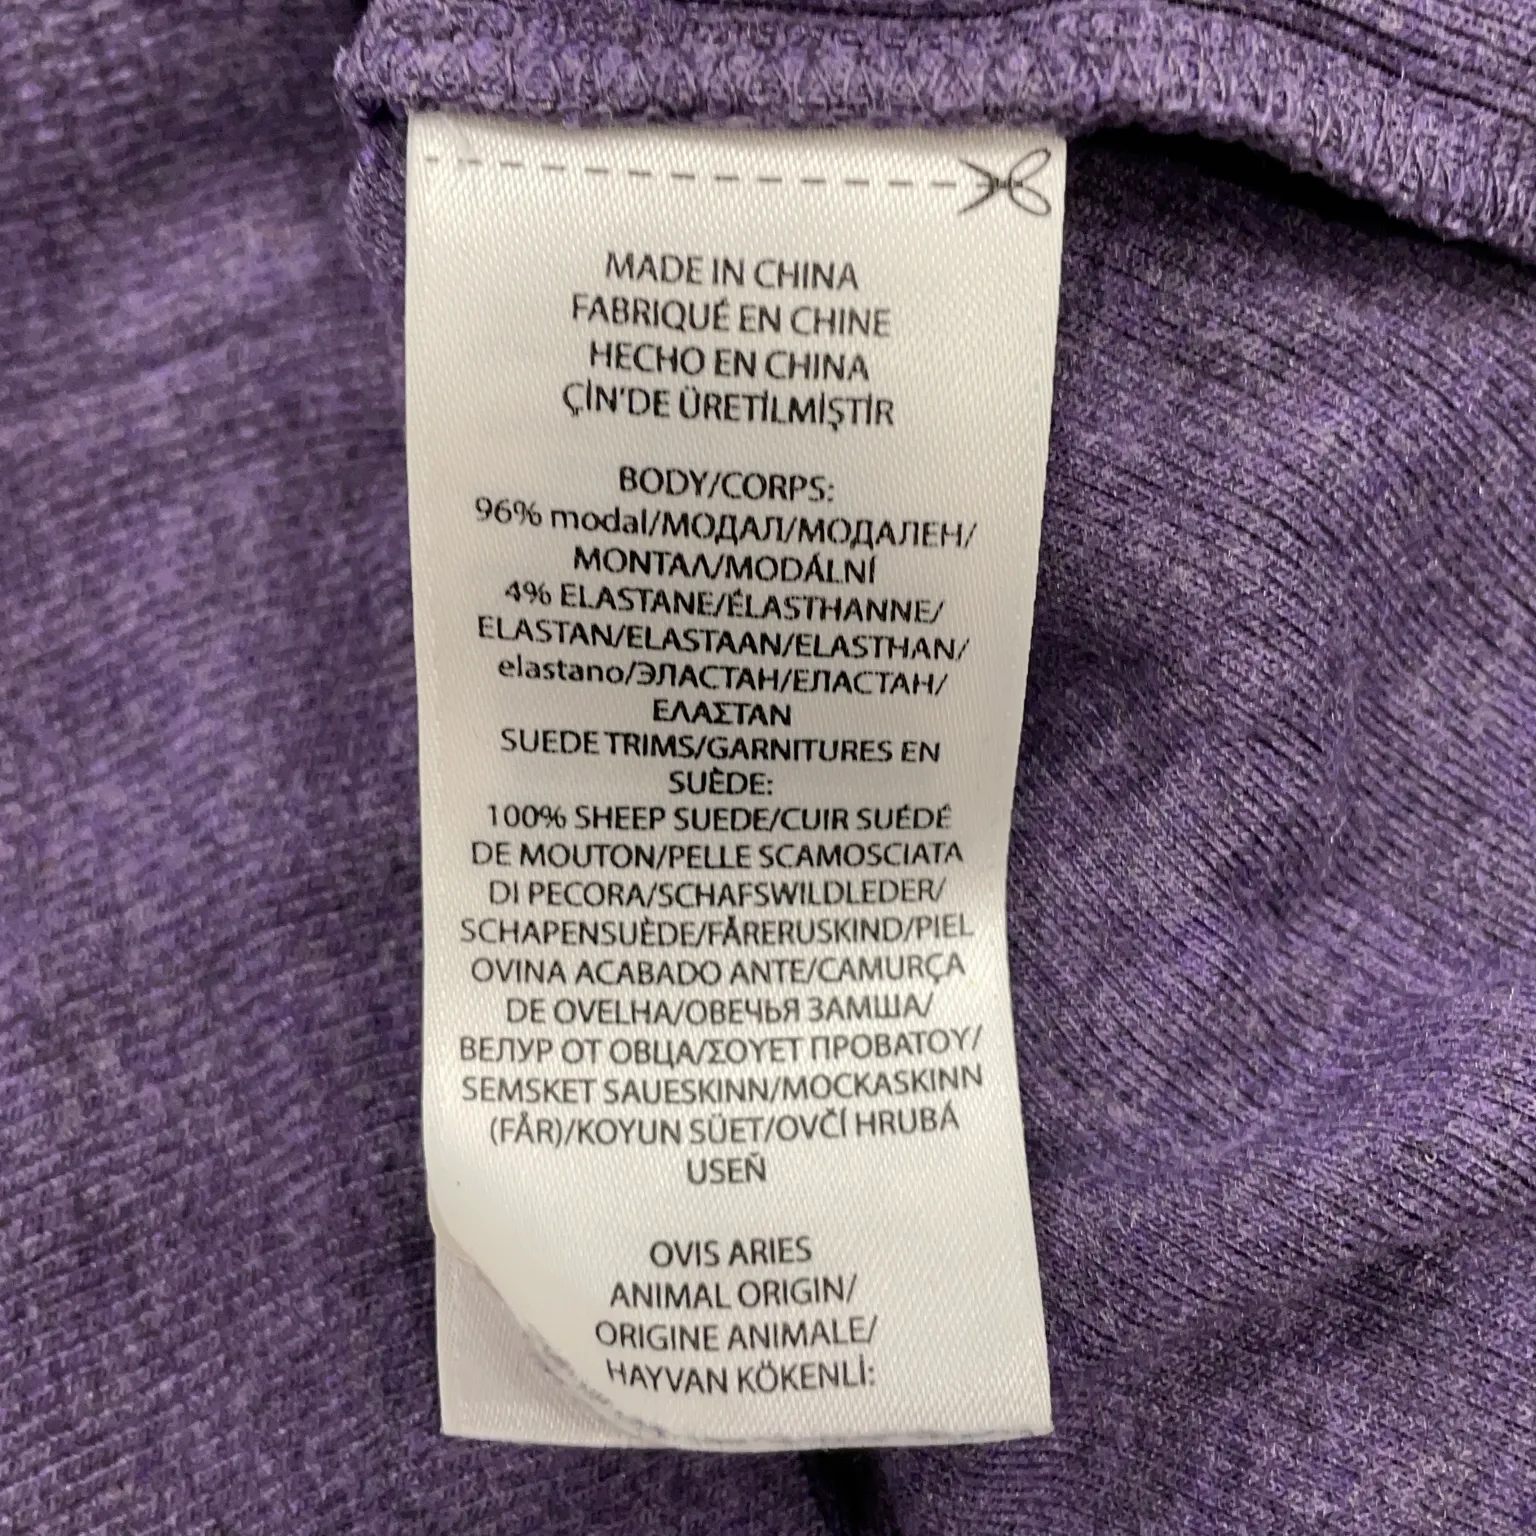 MADE IN CHINA
FABRIQUÉ EN CHINE
HECHO EN CHINA
ÇİN'DE ÜRETİLMİŞTİR
BODY/CORPS:
96% modal/МОДАЛ/МОДАЛЕН/
ΜΟΝΤΑΛ/MODÁLNÍ
4% ELASTANE/ÉLASTHANNE/
ELASTAN/ELASTAAN/ELASTHAN/
elastano/ЭЛАСТАН/ЕЛАСТАН/
ΕΛΑΣΤΑΝ
SUEDE TRIMS/GARNITURES EN
SUÈDE:
100% SHEEP SUEDE/CUIR SUÉDÉ
DE MOUTON/PELLE SCAMOSCIATA
DI PECORA/SCHAFSWILDLEDER/
SCHAPENSUÈDE/FÅRERUSKIND/PIEL
OVINA ACABADO ANTE/CAMURÇA
DE OVELHA/ОВЕЧЬЯ ЗАМША/
ВЕЛУР ОТ ОВЦА/ΣΟΥΕΤ ΠΡΟΒΑΤΟΥ/
SEMSKET SAUESKINN/MOCKASKINN
(FÅR)/KOYUN SÜET/OVČÍ HRUBÁ
USEŇ
OVIS ARIES
ANIMAL ORIGIN/
ORIGINE ANIMALE/
HAYVAN KÖKENLİ: